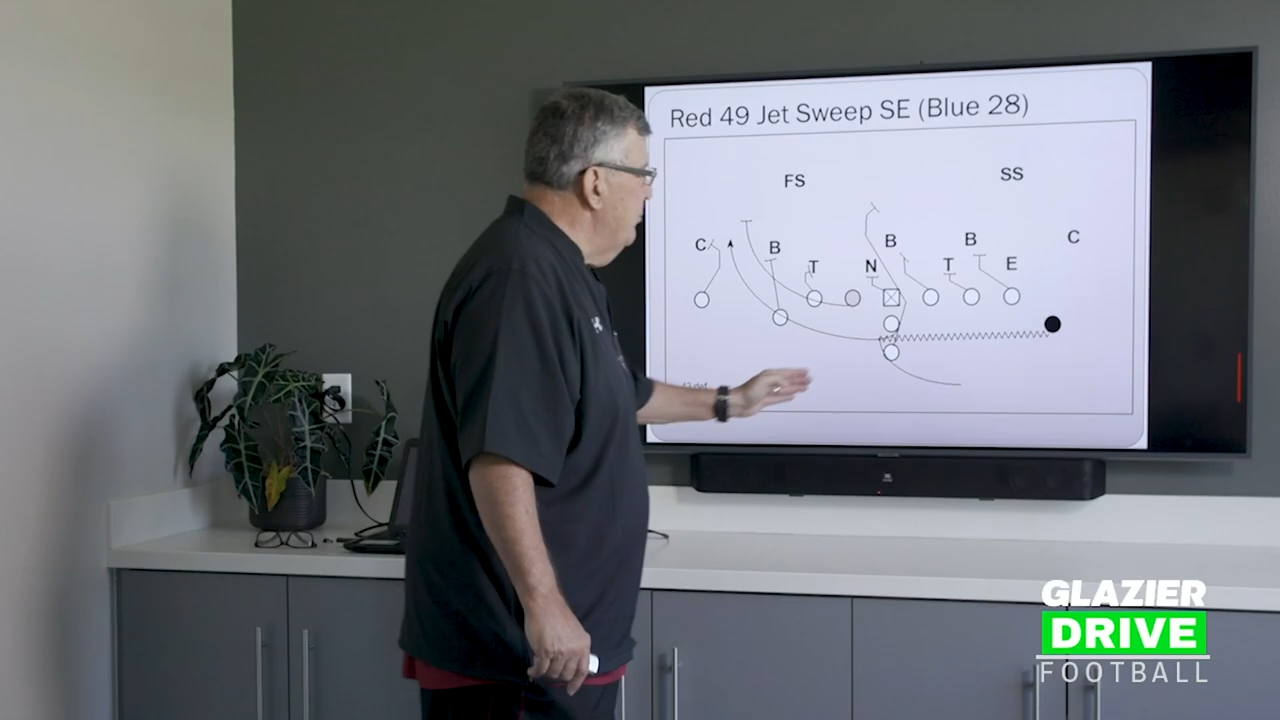 Red 49 Jet Sweep SE (Blue 28)
FS SS
C B T N B T B E C
GLAZIER
DRIVE
FOOTBALL